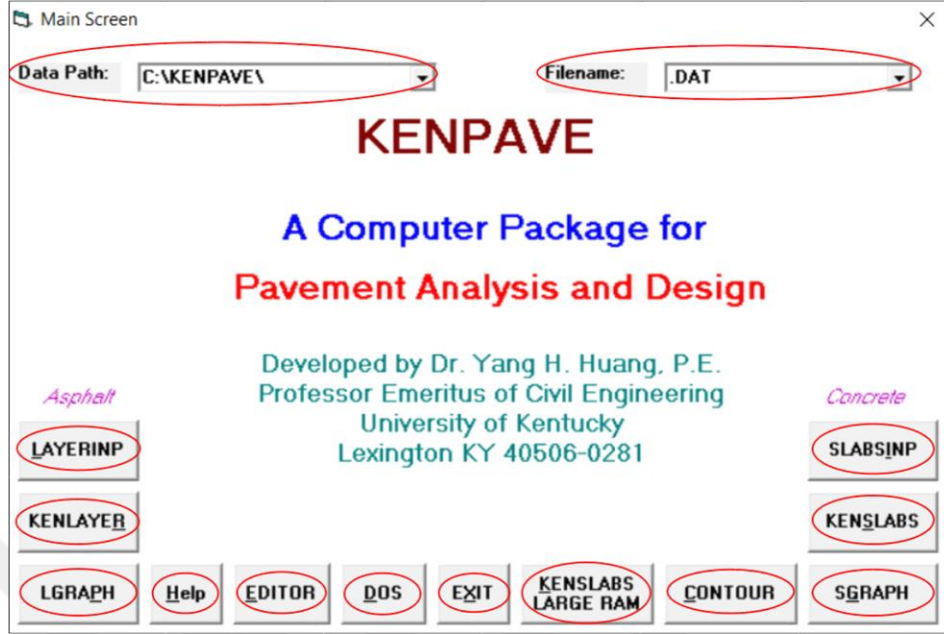 Main Screen
Data Path: C:\KENPAVE\ Filename: .DAT
KENPAVE
A Computer Package for
Pavement Analysis and Design
Developed by Dr. Yang H. Huang, P.E.
Professor Emeritus of Civil Engineering
University of Kentucky
Lexington KY 40506-0281
Asphalt
Concrete
LAYERINP
SLABSINP
KENLAYER
KENSLABS
LGRAPH Help EDITOR DOS EXIT
KENSLABS
LARGE RAM
CONTOUR SGRAPH